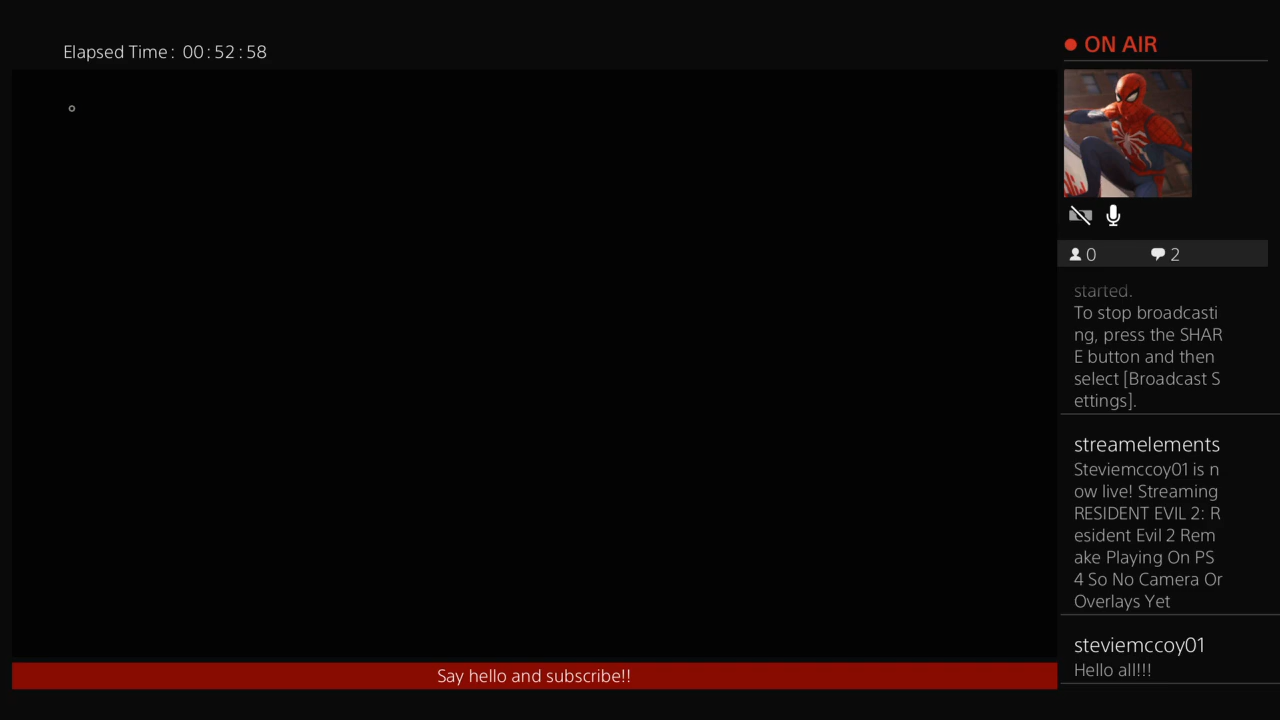 Elapsed Time: 00:52:58
ON AIR
0 2
started.
To stop broadcasti
ng, press the SHAR
E button and then
select [Broadcast S
ettings].
streamelements
Steviemccoy01 is n
ow live! Streaming
RESIDENT EVIL 2: R
esident Evil 2 Rem
ake Playing On PS
4 So No Camera Or
Overlays Yet
steviemccoy01
Hello all!!!
Say hello and subscribe!!